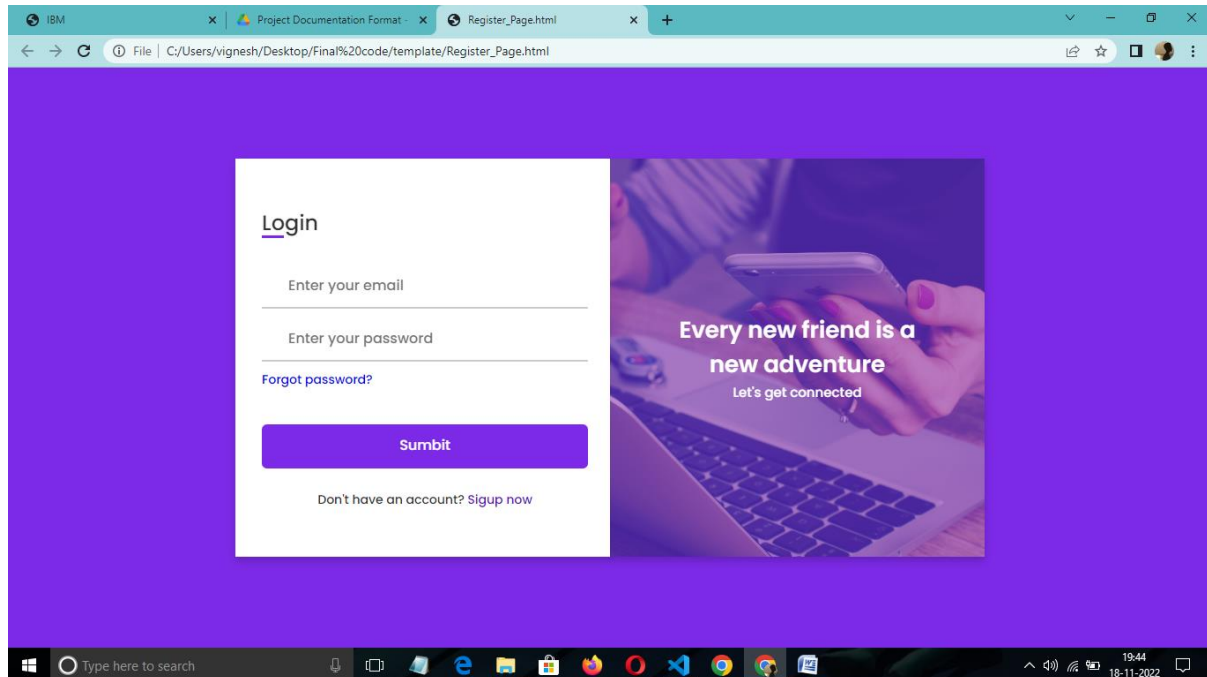 IBM
Project Documentation Format -
Register_Page.html
File | C:/Users/vignesh/Desktop/Final%20code/template/Register_Page.html
Login
Enter your email
Enter your password
Forgot password?
Sumbit
Don't have an account? Sigup now
Every new friend is a
new adventure
Let's get connected
Type here to search
19:44
18-11-2022